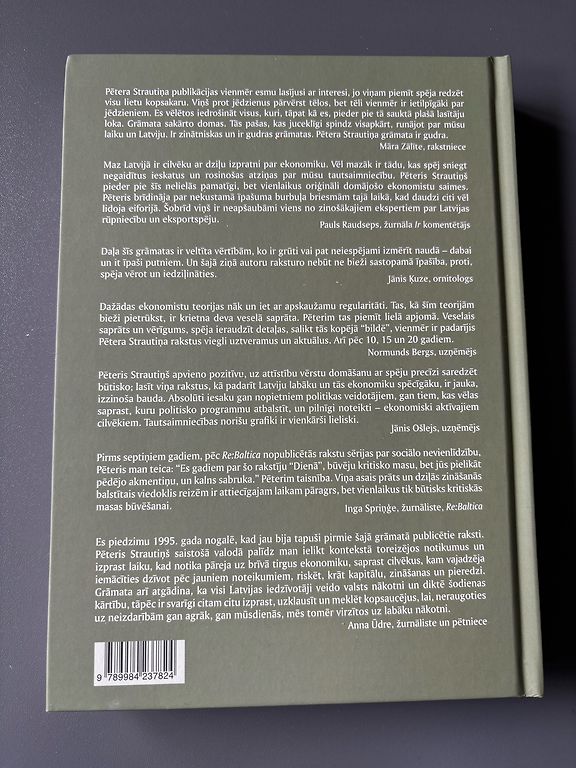 Pētera Strautiņa publikācijas vienmēr esmu lasījusi ar interesi, jo viņam piemīt spēja redzēt
visu lietu kopsakaru. Viņš prot jēdzienus pārvērst tēlos, bet tēli vienmēr ir ietilpīgāki par
jēdzieniem. Es vēlētos iedrošināt visus, kuri, tāpat kā es, pieder pie tā sauktā plašā lasītāju
loka. Grāmata sakārto domas. Tās pašas, kas juceklīgi spindz visapkārt, runājot par mūsu
laiku un Latviju. Ir zinātniskas un ir gudras grāmatas. Pētera Strautiņa grāmata ir gudra.
Māra Zālīte, rakstniece
Maz Latvijā ir cilvēku ar dziļu izpratni par ekonomiku. Vēl mazāk ir tādu, kas spēj sniegt
negaidītus ieskatus un rosinošas atziņas par mūsu tautsaimniecību. Pēteris Strautiņš
pieder pie šīs nelielās pamatīgi, bet vienlaikus oriģināli domājošo ekonomistu saimes.
Pēteris brīdināja par nekustamā īpašuma burbuļa briesmām tajā laikā, kad daudzi citi vēl
lidoja eiforijā. Šobrīd viņš ir neapšaubāmi viens no zinošākajiem ekspertiem par Latvijas
rūpniecību un eksportspēju.
Pauls Raudseps, žurnāla Ir komentētājs
Daļa šīs grāmatas ir veltīta vērtībām, ko ir grūti vai pat neiespējami izmērīt naudā – dabai
un it īpaši putniem. Un šajā ziņā autoru raksturo nebūt ne bieži sastopamā īpašība, proti,
spēja vērot un iedziļināties.
Jānis Ķuze, ornitologs
Dažādas ekonomistu teorijas nāk un iet ar apskaužamu regularitāti. Tas, kā šīm teorijām
bieži pietrūkst, ir krietna deva veselā saprāta. Pēterim tas piemīt lielā apjomā. Veselais
saprāts un vērīgums, spēja ieraudzīt detaļas, salikt tās kopējā “bildē”, vienmēr ir padarījis
Pētera Strautiņa rakstus viegli uztveramus un aktuālus. Arī pēc 10, 15 un 20 gadiem.
Normunds Bergs, uzņēmējs
Pēteris Strautiņš apvieno pozitīvu, uz attīstību vērstu domāšanu ar spēju precīzi saredzēt
būtisko; lasīt viņa rakstus, kā padarīt Latviju labāku un tās ekonomiku spēcīgāku, ir jauka,
izzinoša bauda. Absolūti iesaku gan nopietniem politikas veidotājiem, gan tiem, kas vēlas
saprast, kuru politisko programmu atbalstīt, un pilnīgi noteikti – ekonomiski aktīvajiem
cilvēkiem. Tautsaimniecības norišu grafiki ir vienkārši lieliski.
Jānis Ošlejs, uzņēmējs
Pirms septiņiem gadiem, pēc Re:Baltica nopublicētās rakstu sērijas par sociālo nevienlīdzību,
Pēteris man teica: “Es gadiem par šo rakstīju “Dienā”, būvēju kritisko masu, bet jūs pielikāt
pēdējo akmentiņu, un kalns sabruka.” Pēterim taisnība. Viņa asais prāts un dziļās zināšanās
balstītais viedoklis reizēm ir attiecīgajam laikam pāragrs, bet vienlaikus tik būtisks kritiskās
masas būvēšanai.
Inga Spriņģe, žurnāliste, Re:Baltica
Es piedzimu 1995. gada nogalē, kad jau bija tapuši pirmie šajā grāmatā publicētie raksti.
Pēteris Strautiņš saistošā valodā palīdz man ielikt kontekstā toreizējos notikumus un
izprast laiku, kad notika pāreja uz brīvā tirgus ekonomiku, saprast cilvēkus, kam vajadzēja
iemācīties dzīvot pēc jauniem noteikumiem, riskēt, krāt kapitālu, zināšanas un pieredzi.
Grāmata arī atgādina, ka visi Latvijas iedzīvotāji veido valsts nākotni un diktē šodienas
kārtību, tāpēc ir svarīgi citam citu izprast, uzklausīt un meklēt kopsaucējus, lai, neraugoties
uz neizdarībām gan agrāk, gan mūsdienās, mēs tomēr virzītos uz labāku nākotni.
Anna Ūdre, žurnāliste un pētniece
9 789984 237824